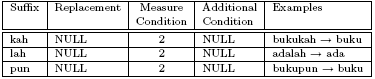 Suffix Replacement Measure Condition Additional Condition Examples
kah NULL 2 NULL bukukah → buku
lah NULL 2 NULL adalah → ada
pun NULL 2 NULL bukupun → buku